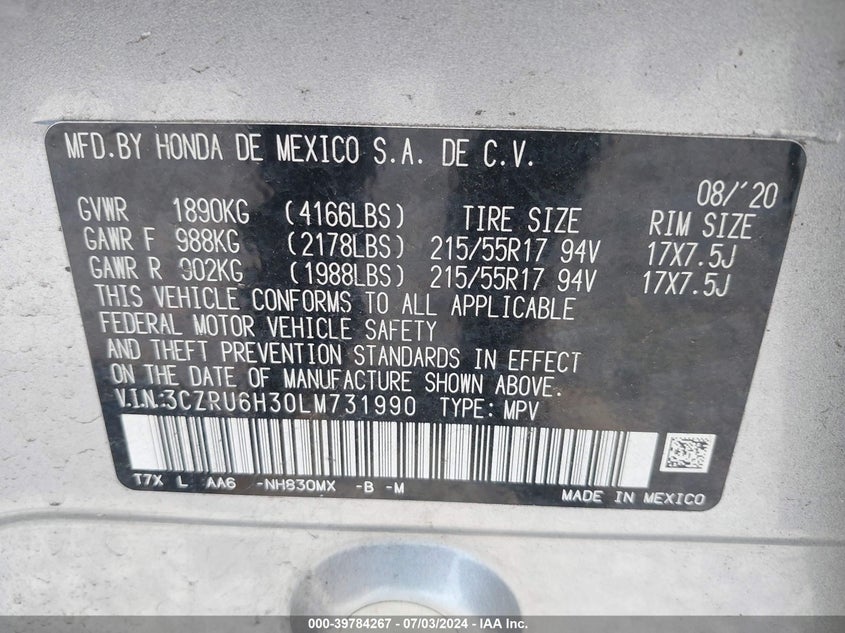 MFD.BY HONDA DE MEXICO S.A. DE C.V.
08/'20
GVWR 1890KG (4166LBS) TIRE SIZE RIM SIZE
GAWR F 988KG (2178LBS) 215/55R17 94V 17X7.5J
GAWR R 902KG (1988LBS) 215/55R17 94V 17X7.5J
THIS VEHICLE CONFORMS TO ALL APPLICABLE
FEDERAL MOTOR VEHICLE SAFETY
AND THEFT PREVENTION STANDARDS IN EFFECT
ON THE DATE OF MANUFACTURE SHOWN ABOVE.
V.I.N:3CZRU6H30LM731990 TYPE: MPV
T7X L AA6 -NH830MX -B -M
MADE IN MEXICO
000-39784267 - 07/03/2024 - IAA Inc.